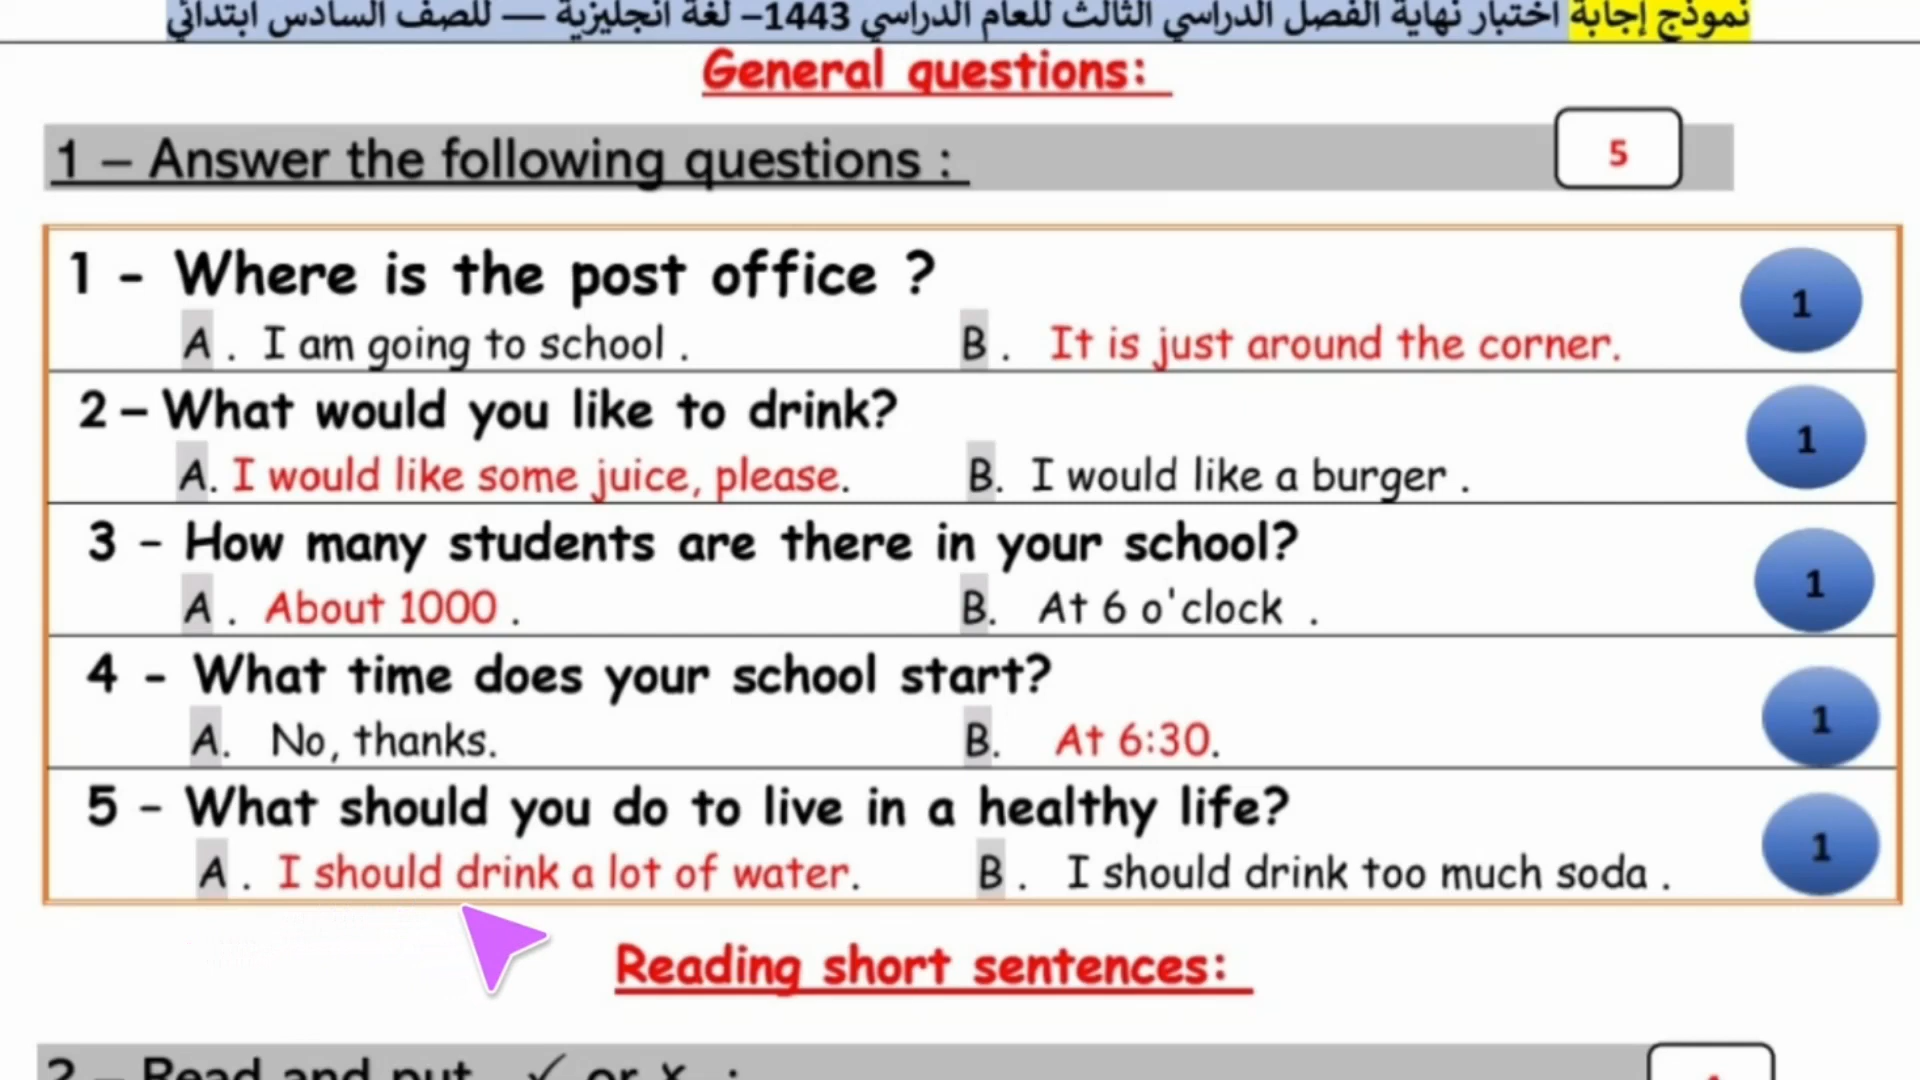 نموذج إجابة اختبار نهاية الفصل الدراسي الثالث للعام الدراسي 1443– لغة انجليزية — للصف السادس ابتدائي
General questions:
1 – Answer the following questions :
5
1 - Where is the post office ?
1
A . I am going to school . B . It is just around the corner.
2 – What would you like to drink?
1
A. I would like some juice, please. B. I would like a burger .
3 - How many students are there in your school?
1
A . About 1000 . B. At 6 o'clock .
4 - What time does your school start?
1
A. No, thanks. B. At 6:30.
5 - What should you do to live in a healthy life?
1
A . I should drink a lot of water. B . I should drink too much soda .
Reading short sentences:
2 – Read and put ✓ or x :